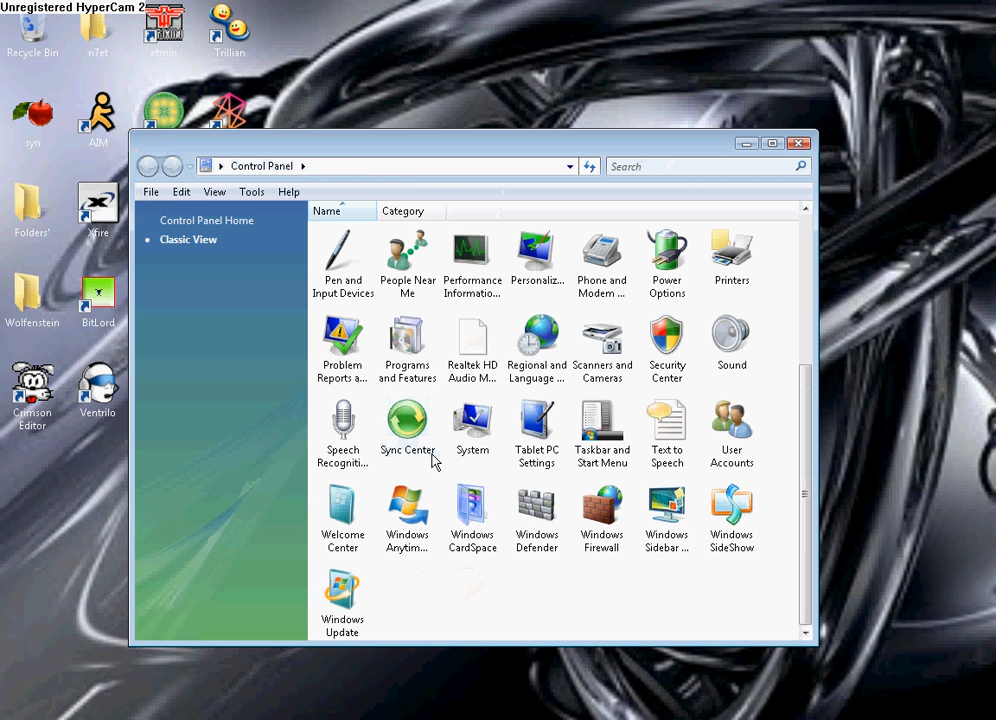 Unregistered HyperCam 2
Recycle Bin
n7et
etmin
Trillian
syn
AIM
Folders'
Xfire
Wolfenstein
BitLord
Crimson
Editor
Ventrilo
Control Panel
Search
File Edit View Tools Help
Control Panel Home
Classic View
Name Category
Pen and
Input Devices
People Near
Me
Performance
Informatio...
Personaliz...
Phone and
Modem ...
Power
Options
Printers
Problem
Reports a...
Programs
and Features
Realtek HD
Audio M...
Regional and
Language ...
Scanners and
Cameras
Security
Center
Sound
Speech
Recogniti...
Sync Center
System
Tablet PC
Settings
Taskbar and
Start Menu
Text to
Speech
User
Accounts
Welcome
Center
Windows
Anytim...
Windows
CardSpace
Windows
Defender
Windows
Firewall
Windows
Sidebar ...
Windows
SideShow
Windows
Update